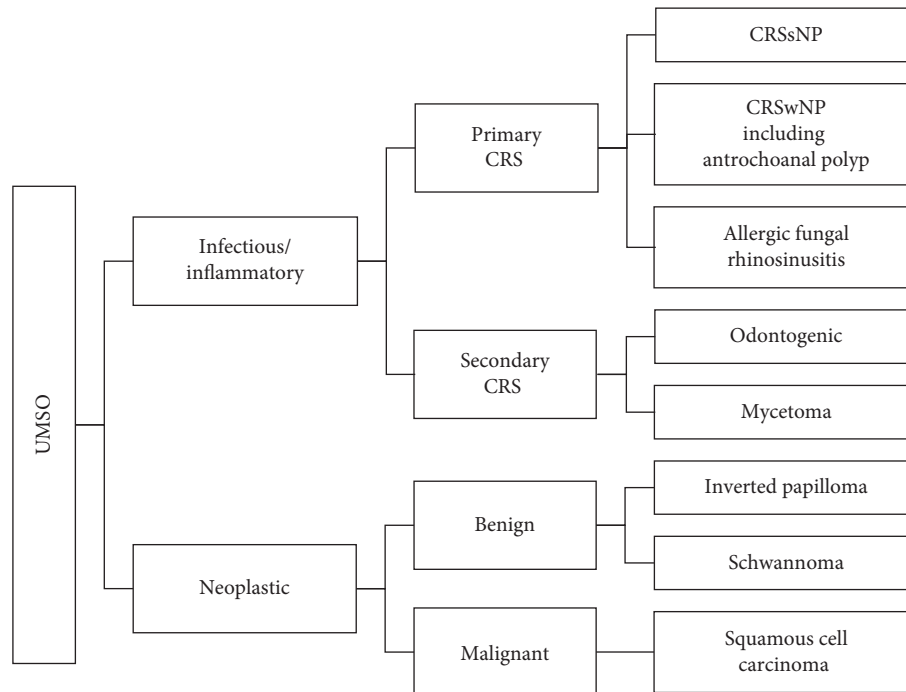 UMSO
Infectious/
inflammatory
Neoplastic
Primary
CRS
Secondary
CRS
Benign
Malignant
CRSsNP
CRSwNP
including
antrochoanal polyp
Allergic fungal
rhinosinusitis
Odontogenic
Mycetoma
Inverted papilloma
Schwannoma
Squamous cell
carcinoma